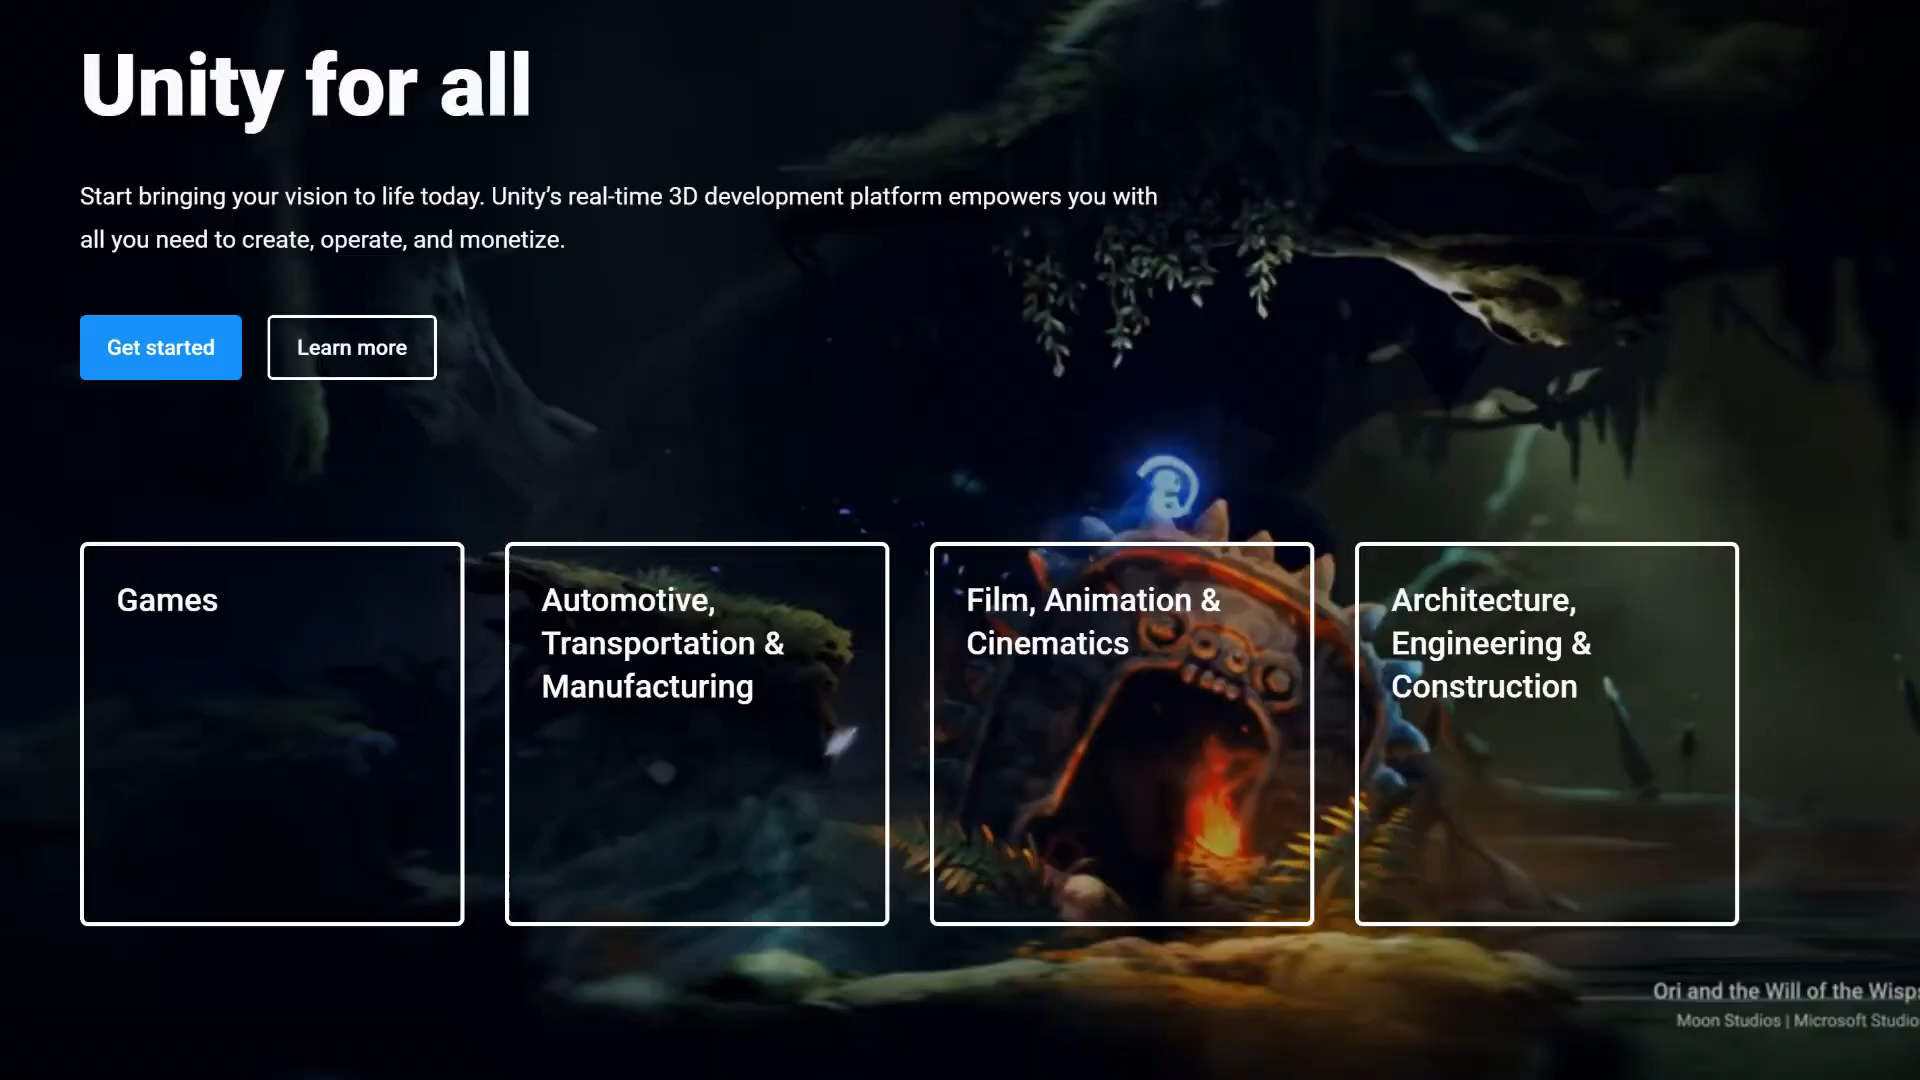 Unity for all
Start bringing your vision to life today. Unity’s real-time 3D development platform empowers you with
all you need to create, operate, and monetize.
Get started
Learn more
Games
Automotive,
Transportation &
Manufacturing
Film, Animation &
Cinematics
Architecture,
Engineering &
Construction
Ori and the Will of the Wisps
Moon Studios | Microsoft Studio